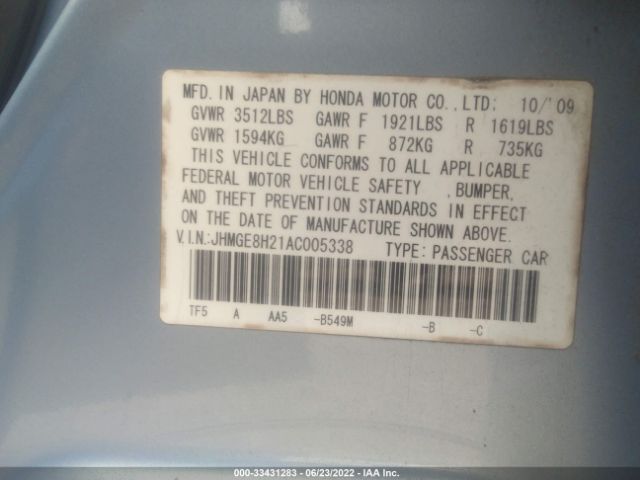 MFD. IN JAPAN BY HONDA MOTOR CO., LTD. 10/'09
GVWR 3512LBS GAWR F 1921LBS R 1619LBS
GVWR 1594KG GAWR F 872KG R 735KG
THIS VEHICLE CONFORMS TO ALL APPLICABLE
FEDERAL MOTOR VEHICLE SAFETY ,BUMPER,
AND THEFT PREVENTION STANDARDS IN EFFECT
ON THE DATE OF MANUFACTURE SHOWN ABOVE.
V.I.N.:JHMGE8H21AC005338 TYPE: PASSENGER CAR
TF5 A AA5 -B549M -B -C
000-33431283 - 06/23/2022 - IAA Inc.